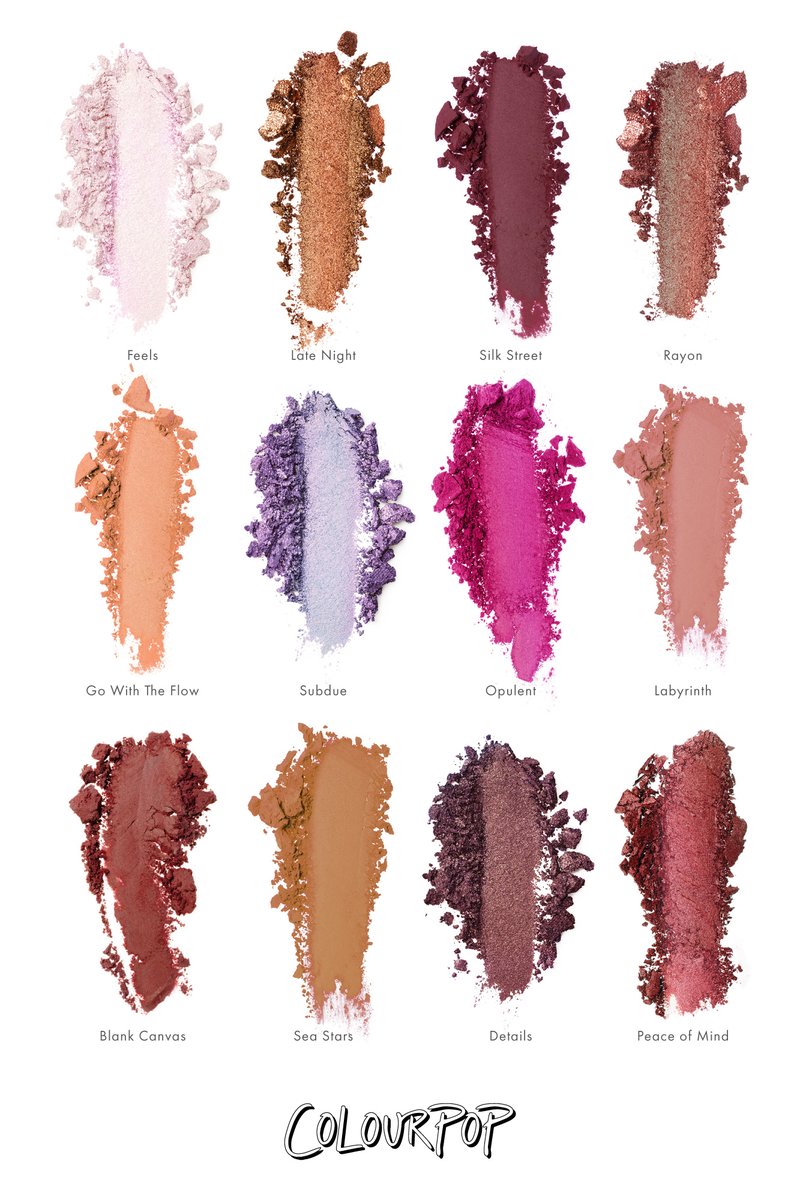 Feels
Late Night
Silk Street
Rayon
Go With The Flow
Subdue
Opulent
Labyrinth
Blank Canvas
Sea Stars
Details
Peace of Mind
COLOURPOP